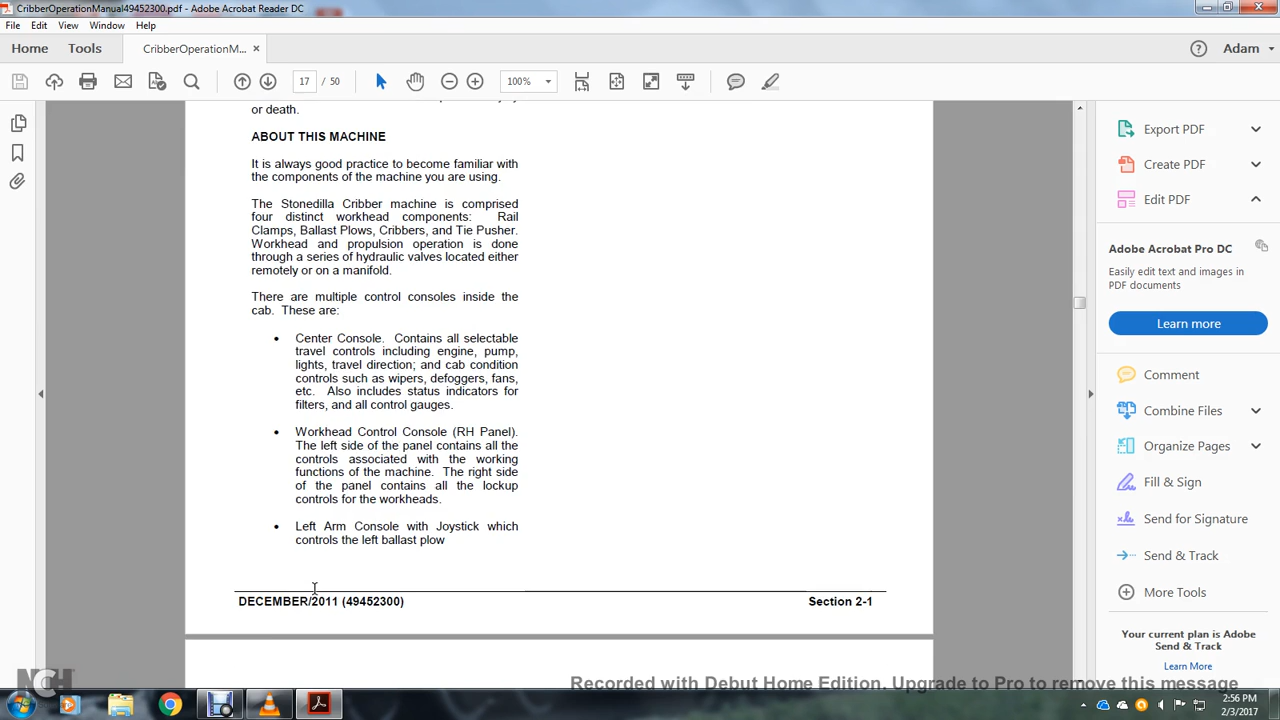 CribberOperationManual49452300.pdf - Adobe Acrobat Reader DC
File Edit View Window Help
Home Tools CribberOperationM... × Adam
17 / 50 100%
or death.
ABOUT THIS MACHINE
It is always good practice to become familiar with
the components of the machine you are using.
The Stonedilla Cribber machine is comprised
four distinct workhead components: Rail
Clamps, Ballast Plows, Cribbers, and Tie Pusher.
Workhead and propulsion operation is done
through a series of hydraulic valves located either
remotely or on a manifold.
There are multiple control consoles inside the
cab. These are:
• Center Console. Contains all selectable
travel controls including engine, pump,
lights, travel direction; and cab condition
controls such as wipers, defoggers, fans,
etc. Also includes status indicators for
filters, and all control gauges.
• Workhead Control Console (RH Panel).
The left side of the panel contains all the
controls associated with the working
functions of the machine. The right side
of the panel contains all the lockup
controls for the workheads.
• Left Arm Console with Joystick which
controls the left ballast plow
DECEMBER/2011 (49452300) Section 2-1
Export PDF
Create PDF
Edit PDF
Adobe Acrobat Pro DC
Easily edit text and images in
PDF documents
Learn more
Comment
Combine Files
Organize Pages
Fill & Sign
Send for Signature
Send & Track
More Tools
Your current plan is Adobe
Send & Track
Learn More
NCH
Recorded with Debut Home Edition. Upgrade to Pro to remove this message
2:56 PM
2/3/2017